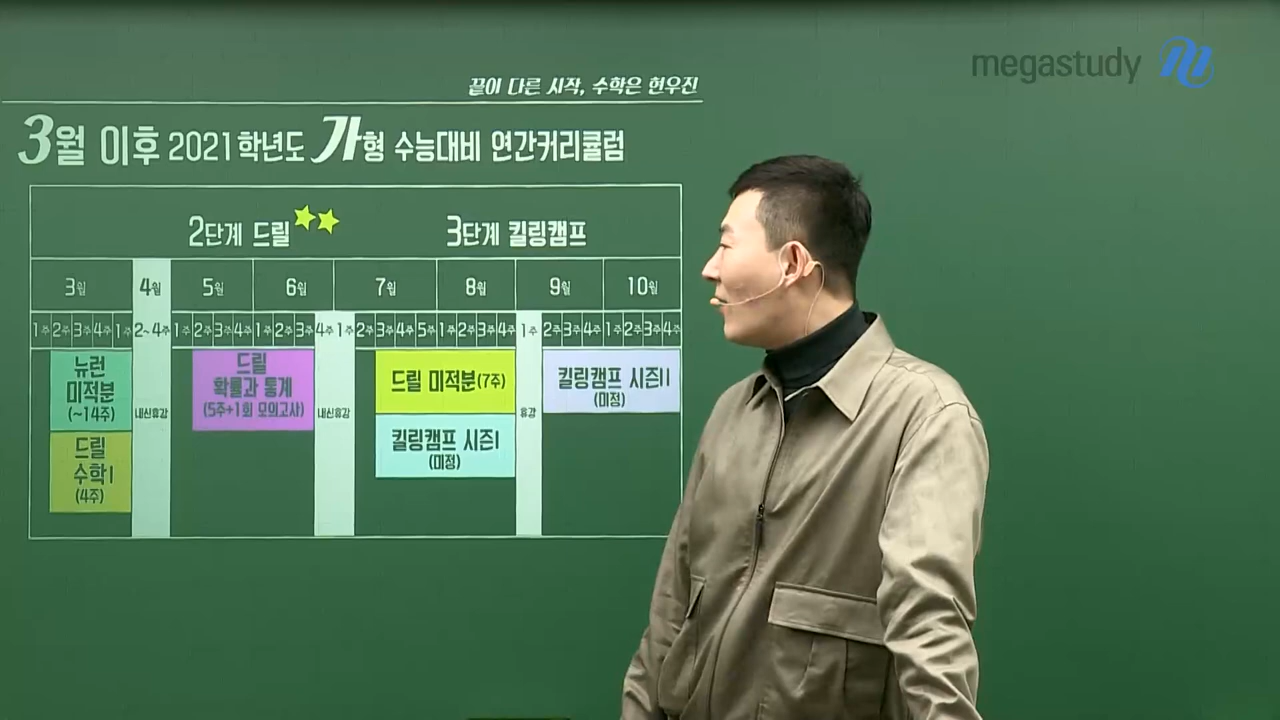 megastudy
끝이 다른 시작, 수학은 현우진
3월 이후 2021학년도 가형 수능대비 연간커리큘럼
2단계 드릴 3단계 킬링캠프
3월 4월 5월 6월 7월 8월 9월 10월
1주 2주 3주 4주 1주 2~4주 1주 2주 3주 4주 1주 2주 3주 4주 1주 2주 3주 4주 5주 1주 2주 3주 4주 1주 2주 3주 4주 1주 2주 3주 4주
뉴런
미적분
(~14주)
드릴
수학I
(4주)
내신휴강
드릴
확률과 통계
(5주+1회 모의고사)
내신휴강
드릴 미적분(7주)
킬링캠프 시즌I
(미정)
휴강
킬링캠프 시즌II
(미정)